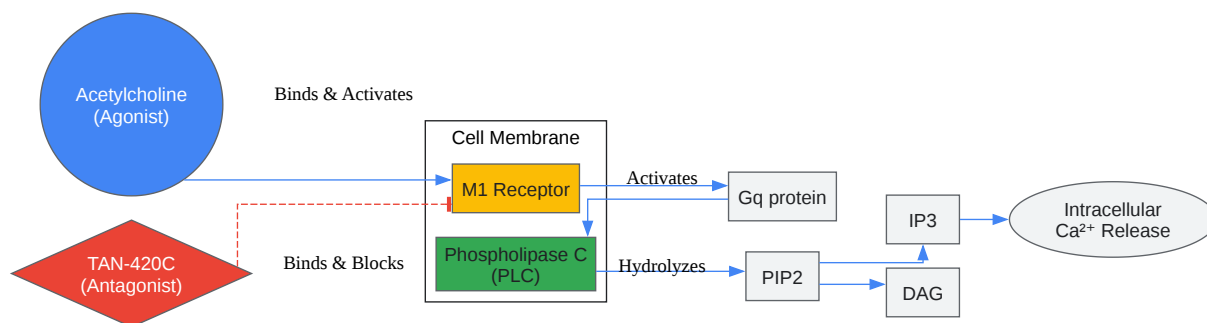 Acetylcholine
(Agonist)
Binds & Activates
Cell Membrane
M1 Receptor
Activates
Gq protein
IP3
Intracellular
Ca²⁺ Release
TAN-420C
(Antagonist)
Binds & Blocks
Phospholipase C
(PLC)
Hydrolyzes
PIP2
DAG